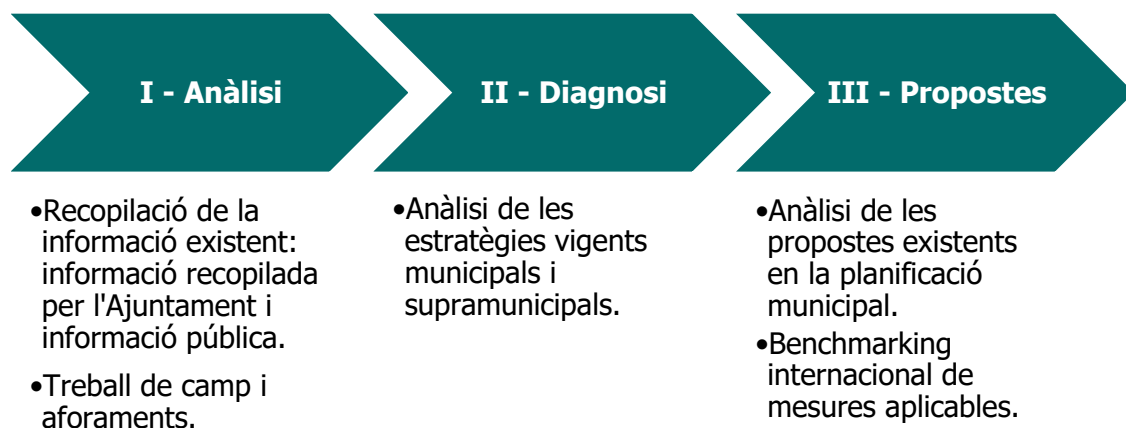 I - Anàlisi
•Recopilació de la
informació existent:
informació recopilada
per l'Ajuntament i
informació pública.
•Treball de camp i
aforaments.
II - Diagnosi
•Anàlisi de les
estratègies vigents
municipals i
supramunicipals.
III - Propostes
•Anàlisi de les
propostes existents
en la planificació
municipal.
•Benchmarking
internacional de
mesures aplicables.